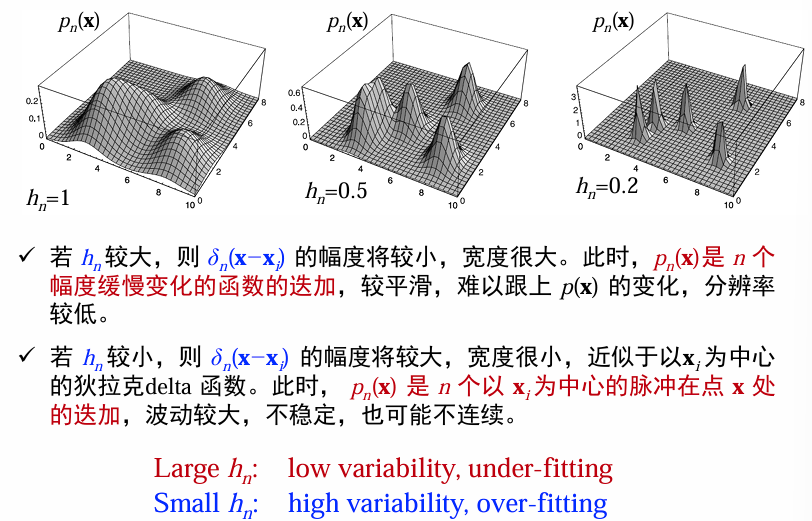 pₙ(x) pₙ(x) pₙ(x)
0.2 0.1 0 0 2 4 6 8 10 0 2 4 6 8
0.6 0.4 0.2 0 0 2 4 6 8 10 0 2 4 6 8
3 2 1 0 0 2 4 6 8 10 0 2 4 6 8
hₙ=1 hₙ=0.5 hₙ=0.2
✓ 若 hₙ较大，则 δₙ(x−xᵢ) 的幅度将较小，宽度很大。此时，pₙ(x)是 n 个
幅度缓慢变化的函数的迭加，较平滑，难以跟上 p(x) 的变化，分辨率
较低。
✓ 若 hₙ较小，则 δₙ(x−xᵢ) 的幅度将较大，宽度很小，近似于以xᵢ为中心
的狄拉克delta 函数。此时， pₙ(x) 是 n 个以 xᵢ为中心的脉冲在点 x 处
的迭加，波动较大，不稳定，也可能不连续。
Large hₙ: low variability, under-fitting
Small hₙ: high variability, over-fitting